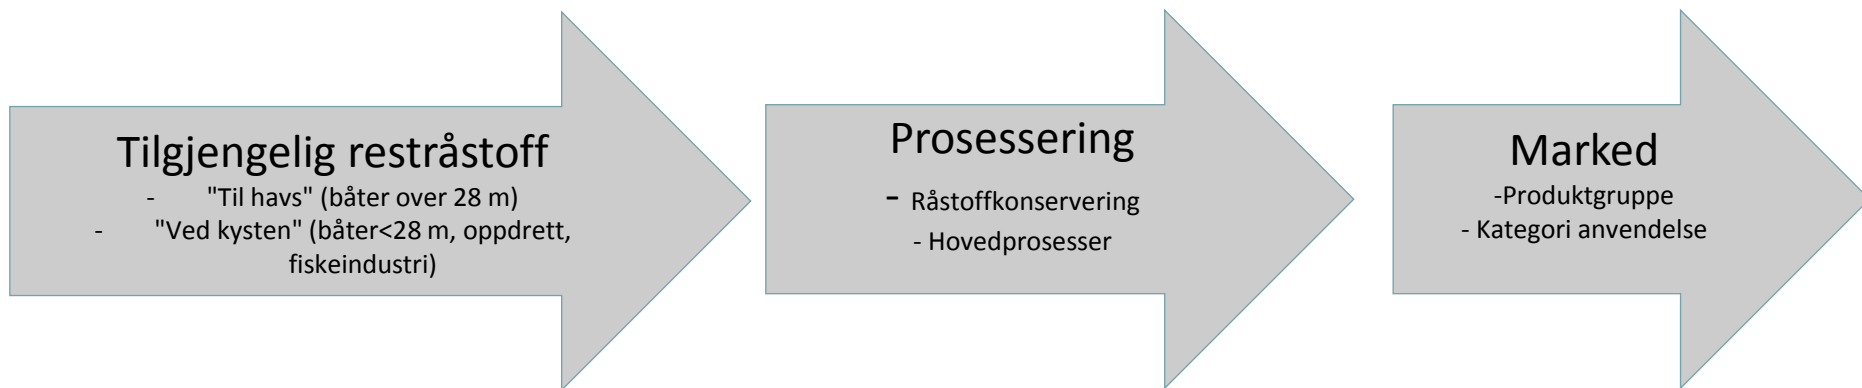 Tilgjengelig restråstoff
- "Til havs" (båter over 28 m)
- "Ved kysten" (båter<28 m, oppdrett,
fiskeindustri)
Prosessering
- Råstoffkonservering
- Hovedprosesser
Marked
-Produktgruppe
- Kategori anvendelse